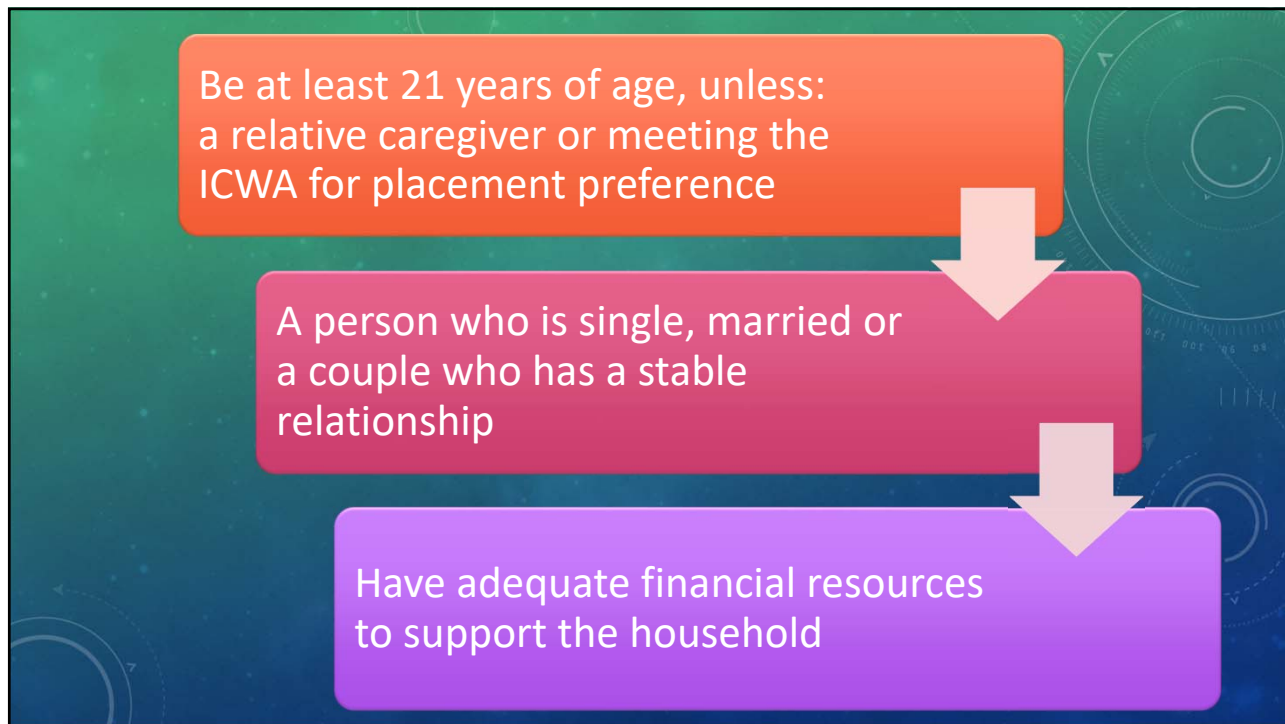 Be at least 21 years of age, unless:
a relative caregiver or meeting the
ICWA for placement preference
A person who is single, married or
a couple who has a stable
relationship
Have adequate financial resources
to support the household